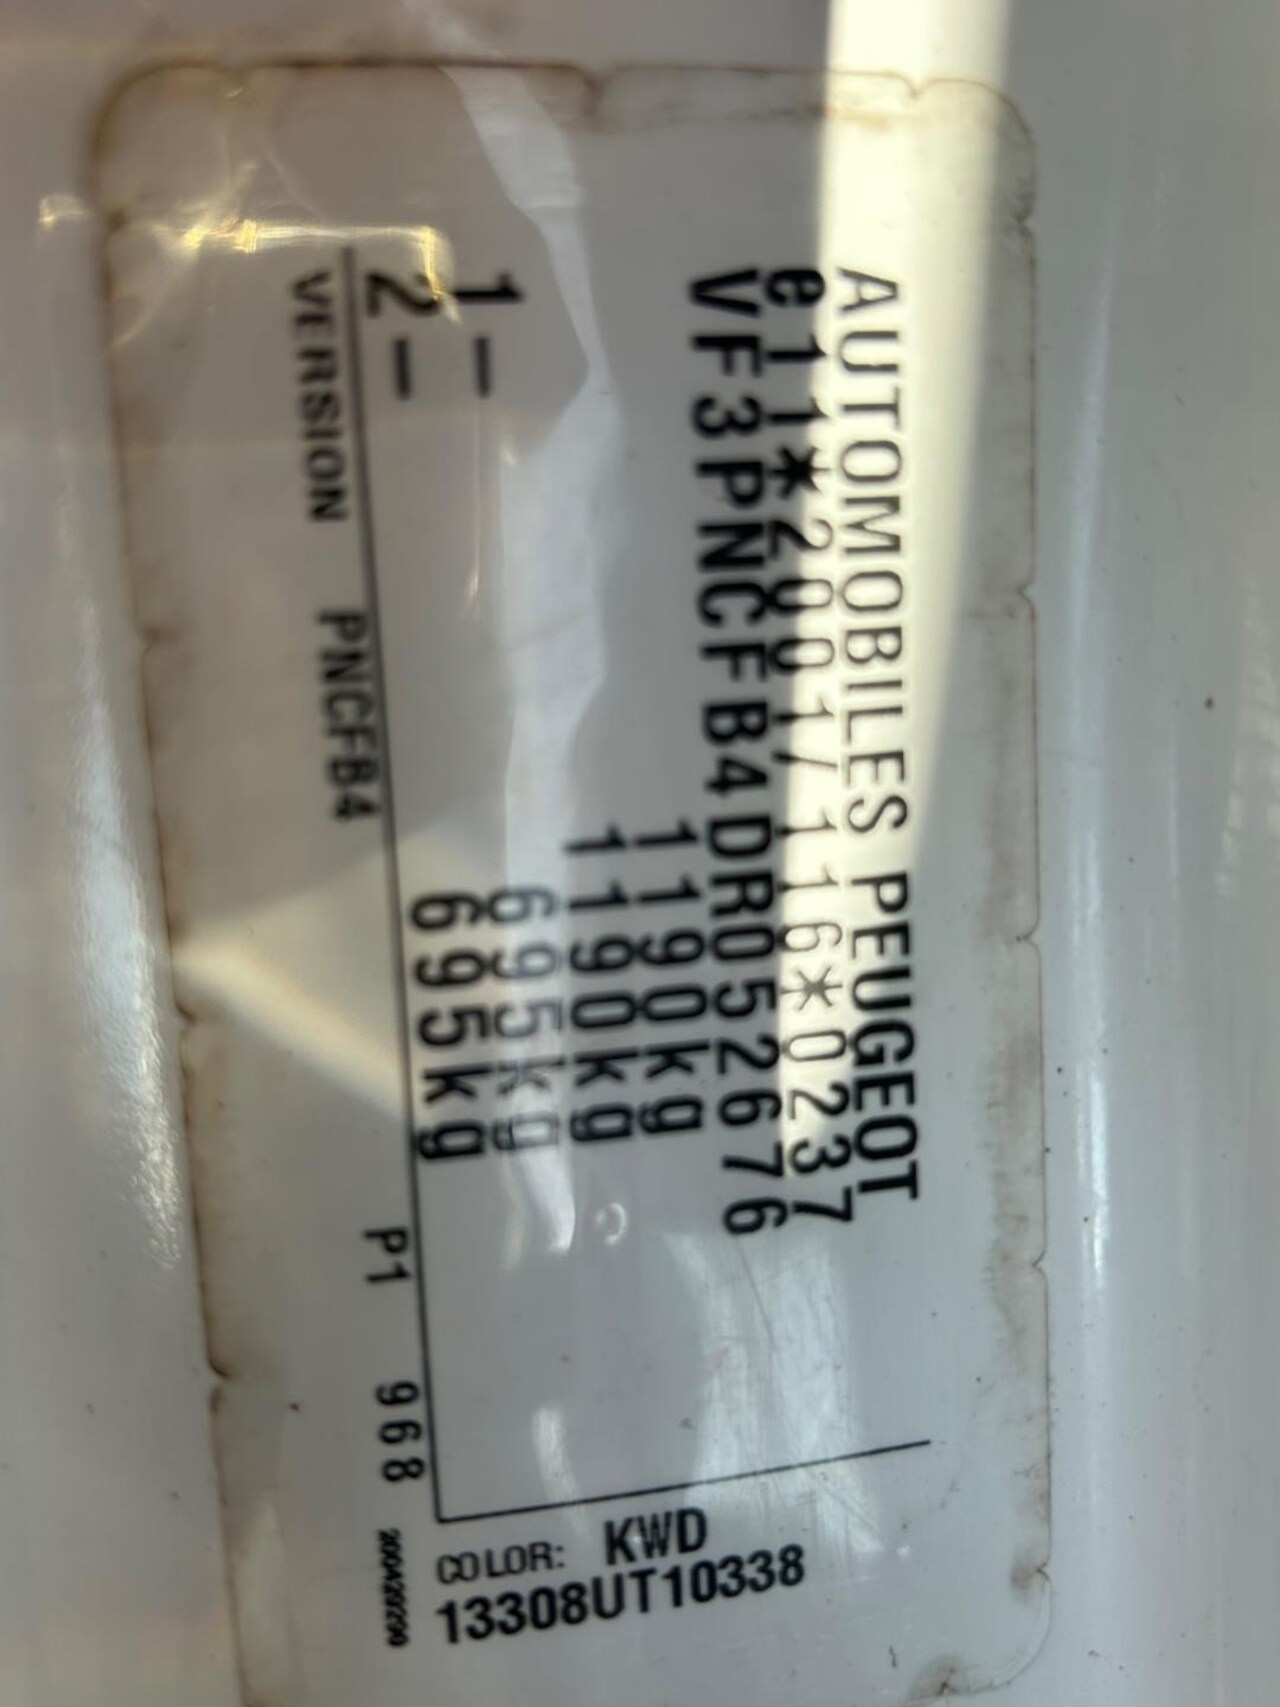 AUTOMOBILES PEUGEOT
e11*2001/116*0237
VF3PNCFB4DR052676
1190kg
1190kg
1- 695kg
2- 695kg
VERSION PNCFB4 P1 968
COLOR: KWD
13308UT10338